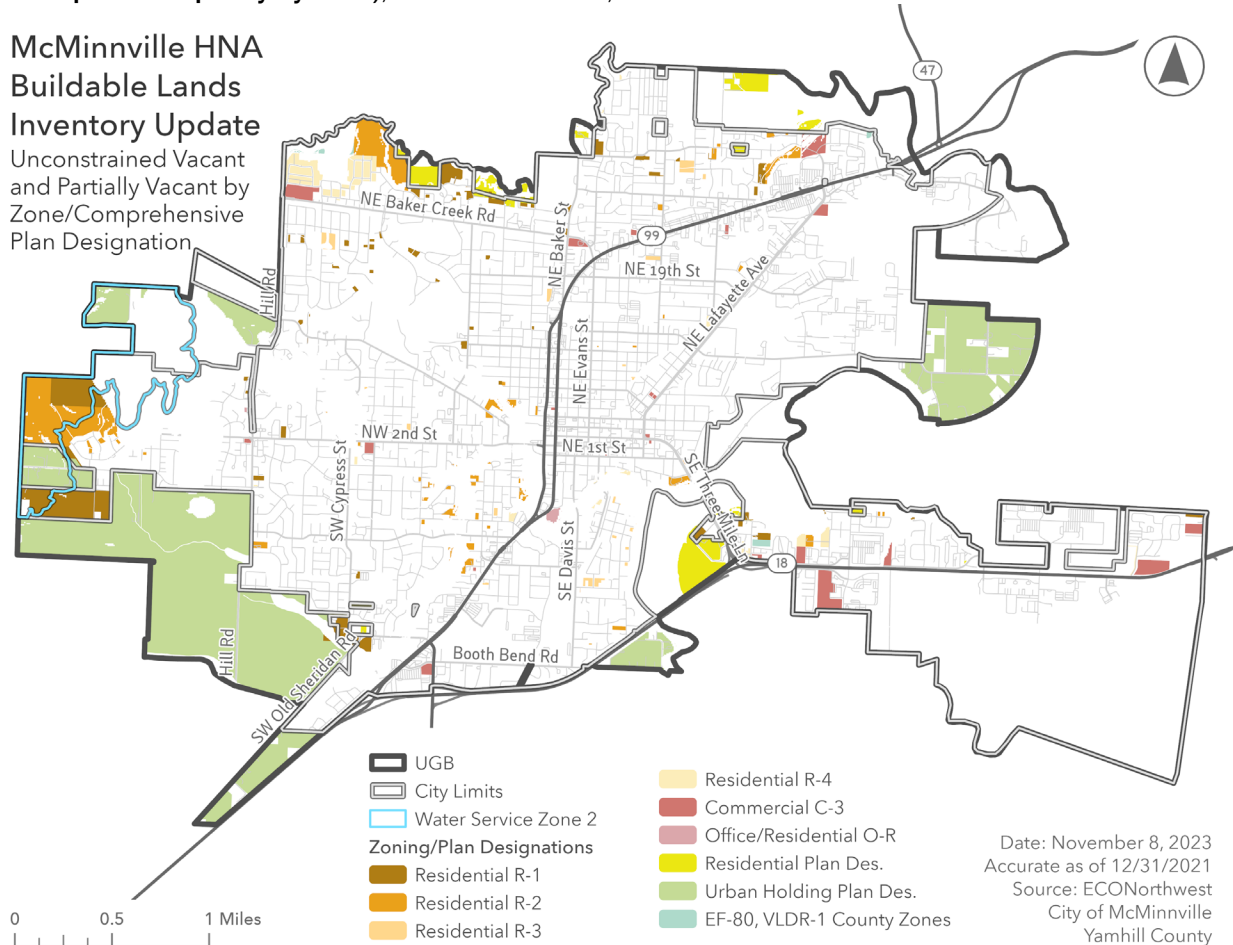 McMinnville HNA
Buildable Lands
Inventory Update
Unconstrained Vacant
and Partially Vacant by
Zone/Comprehensive
Plan Designation
47
99
18
NE Baker Creek Rd
NE Baker St
NE 19th St
NE Lafayette Ave
NE Evans St
Hill Rd
NW 2nd St
NE 1st St
SW Cypress St
SE Three Mile Ln
SE Davis St
Hill Rd
Booth Bend Rd
SW Old Sheridan Rd
UGB
City Limits
Water Service Zone 2
Zoning/Plan Designations
Residential R-1
Residential R-2
Residential R-3
Residential R-4
Commercial C-3
Office/Residential O-R
Residential Plan Des.
Urban Holding Plan Des.
EF-80, VLDR-1 County Zones
0 0.5 1 Miles
Date: November 8, 2023
Accurate as of 12/31/2021
Source: ECONorthwest
City of McMinnville
Yamhill County